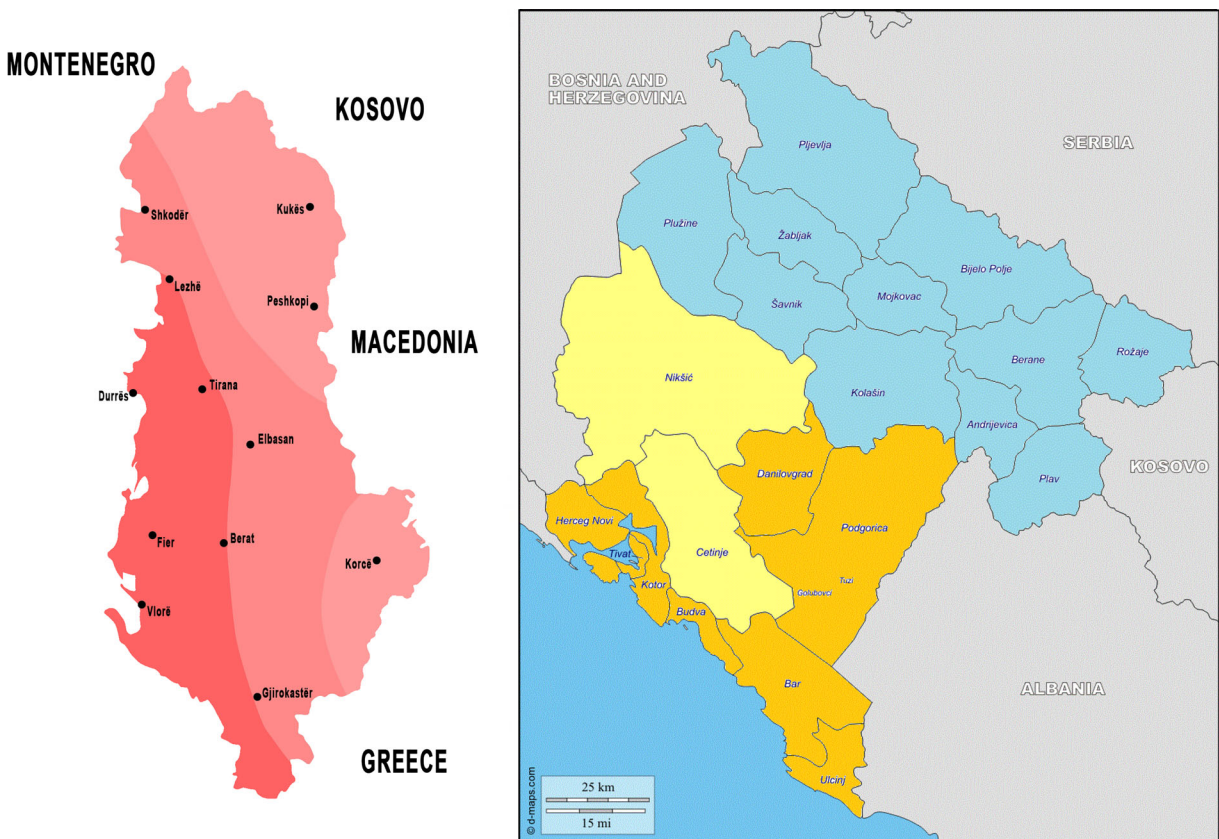 MONTENEGRO
KOSOVO
Shkodër
Kukës
Lezhë
Peshkopi
MACEDONIA
Tirana
Durrës
Elbasan
Fier
Berat
Korcë
Vlorë
Gjirokastër
GREECE
BOSNIA AND
HERZEGOVINA
SERBIA
Pljevlja
Plužine
Žabljak
Bijelo Polje
Šavnik
Mojkovac
Rožaje
Berane
Nikšić
Kolašin
Andrijevica
Danilovgrad
Plav
KOSOVO
Herceg Novi
Podgorica
Tivat
Cetinje
Tuzi
Kotor
Golubovci
Budva
Bar
ALBANIA
Ulcinj
25 km
15 mi
© d-maps.com